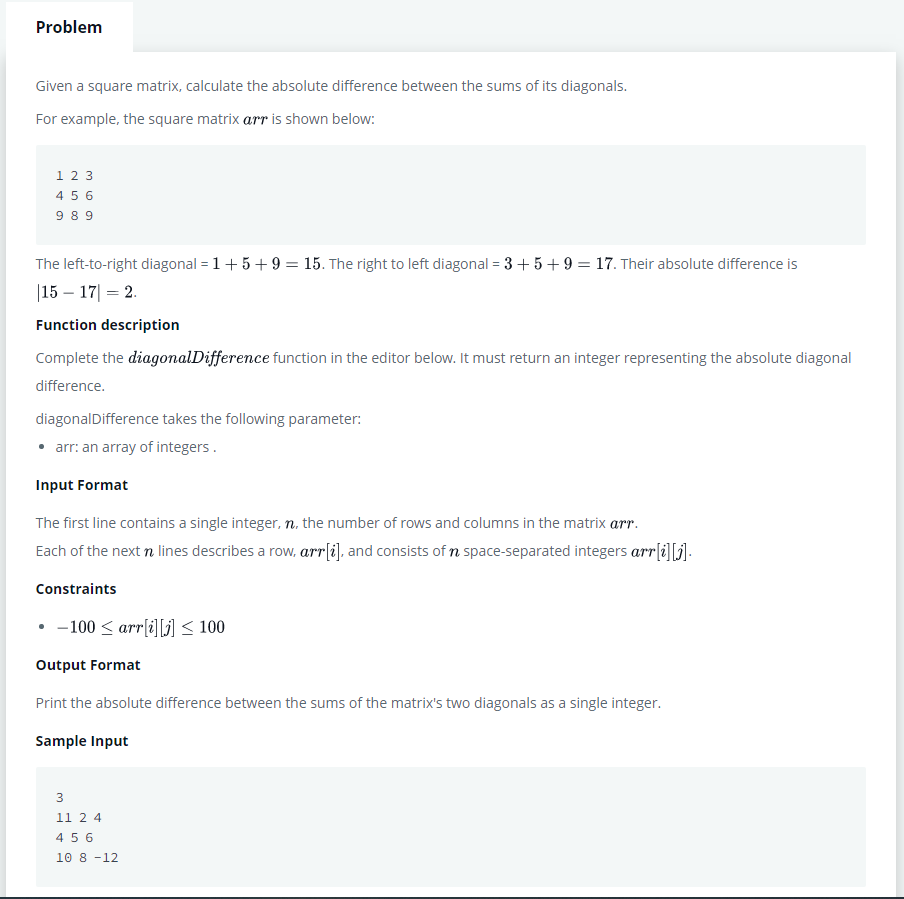 Problem
Given a square matrix, calculate the absolute difference between the sums of its diagonals.
For example, the square matrix arr is shown below:
1 2 3
4 5 6
9 8 9
The left-to-right diagonal = 1 + 5 + 9 = 15. The right to left diagonal = 3 + 5 + 9 = 17. Their absolute difference is
|15 − 17| = 2.
Function description
Complete the diagonalDifference function in the editor below. It must return an integer representing the absolute diagonal
difference.
diagonalDifference takes the following parameter:
• arr: an array of integers .
Input Format
The first line contains a single integer, n, the number of rows and columns in the matrix arr.
Each of the next n lines describes a row, arr[i], and consists of n space-separated integers arr[i][j].
Constraints
• −100 ≤ arr[i][j] ≤ 100
Output Format
Print the absolute difference between the sums of the matrix's two diagonals as a single integer.
Sample Input
3
11 2 4
4 5 6
10 8 -12